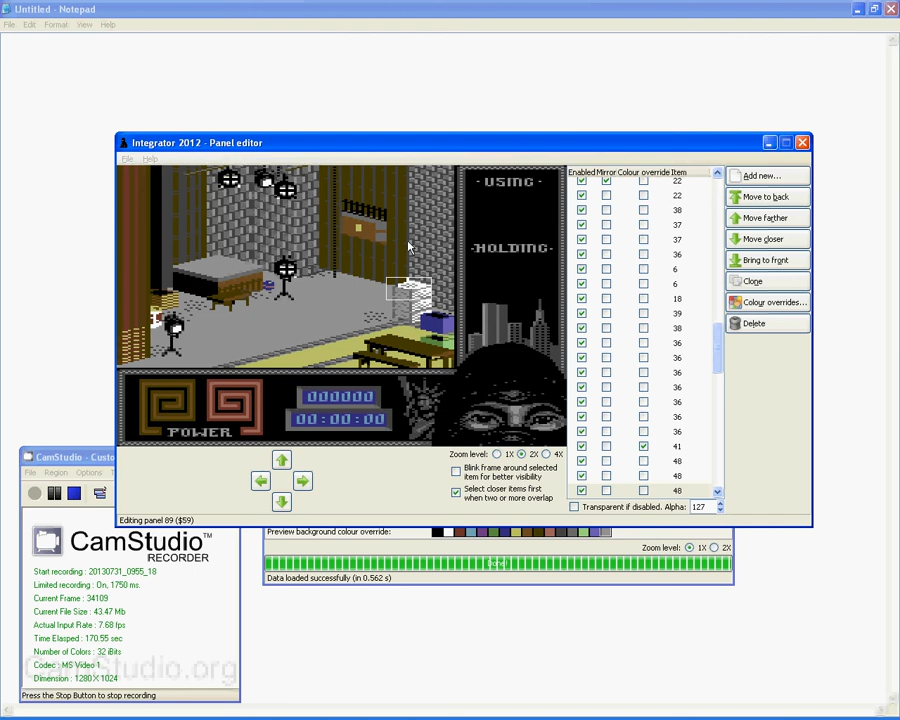 Untitled - Notepad
File Edit Format View Help
Integrator 2012 - Panel editor
File Help
-USING-
-HOLDING-
POWER
000000
00:00:00
Enabled Mirror Colour override Item
22
22
38
37
37
36
6
6
18
39
38
36
36
36
36
36
36
36
41
48
48
48
Add new...
Move to back
Move farther
Move closer
Bring to front
Clone
Colour overrides...
Delete
Zoom level: 1X 2X 4X
Blink frame around selected
item for better visibility
Select closer items first
when two or more overlap
Transparent if disabled. Alpha: 127
Editing panel 89 ($59)
CamStudio - Custo
File Region Options
CamStudio™
RECORDER
Start recording : 20130731_0955_18
Limited recording : On, 1750 ms.
Current Frame : 34109
Current File Size : 43.47 Mb
Actual Input Rate : 7.68 fps
Time Elasped : 170.55 sec
Number of Colors : 32 iBits
Codec : MS Video 1
Dimension : 1280 X 1024
CamStudio.org
Press the Stop Button to stop recording
Preview background colour override:
Zoom level: 1X 2X
Done!
Data loaded successfully (in 0.562 s)